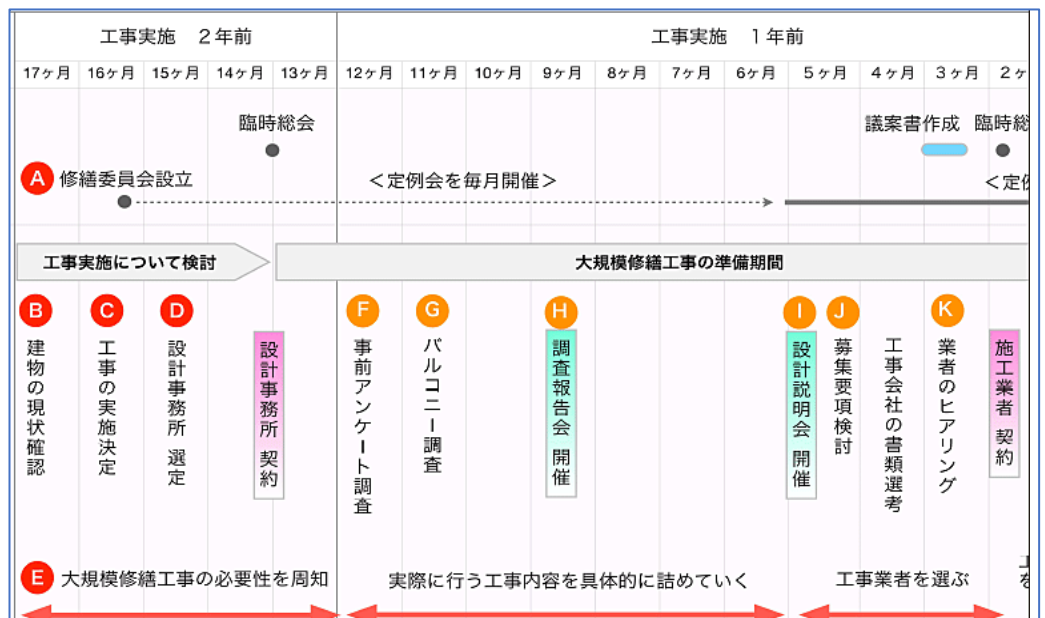 工事実施　２年前
工事実施　１年前
17ヶ月 16ヶ月 15ヶ月 14ヶ月 13ヶ月 12ヶ月 11ヶ月 10ヶ月 9ヶ月 8ヶ月 7ヶ月 6ヶ月 5ヶ月 4ヶ月 3ヶ月 2ヶ
臨時総会
議案書作成
臨時総
A 修繕委員会設立
＜定例会を毎月開催＞
＜定例
工事実施について検討
大規模修繕工事の準備期間
B
建物の現状確認
C
工事の実施決定
D
設計事務所 選定
設計事務所 契約
F
事前アンケート調査
G
バルコニー調査
H
調査報告会 開催
I
設計説明会 開催
J
募集要項検討
工事会社の書類選考
K
業者のヒアリング
施工業者 契約
E 大規模修繕工事の必要性を周知
実際に行う工事内容を具体的に詰めていく
工事業者を選ぶ